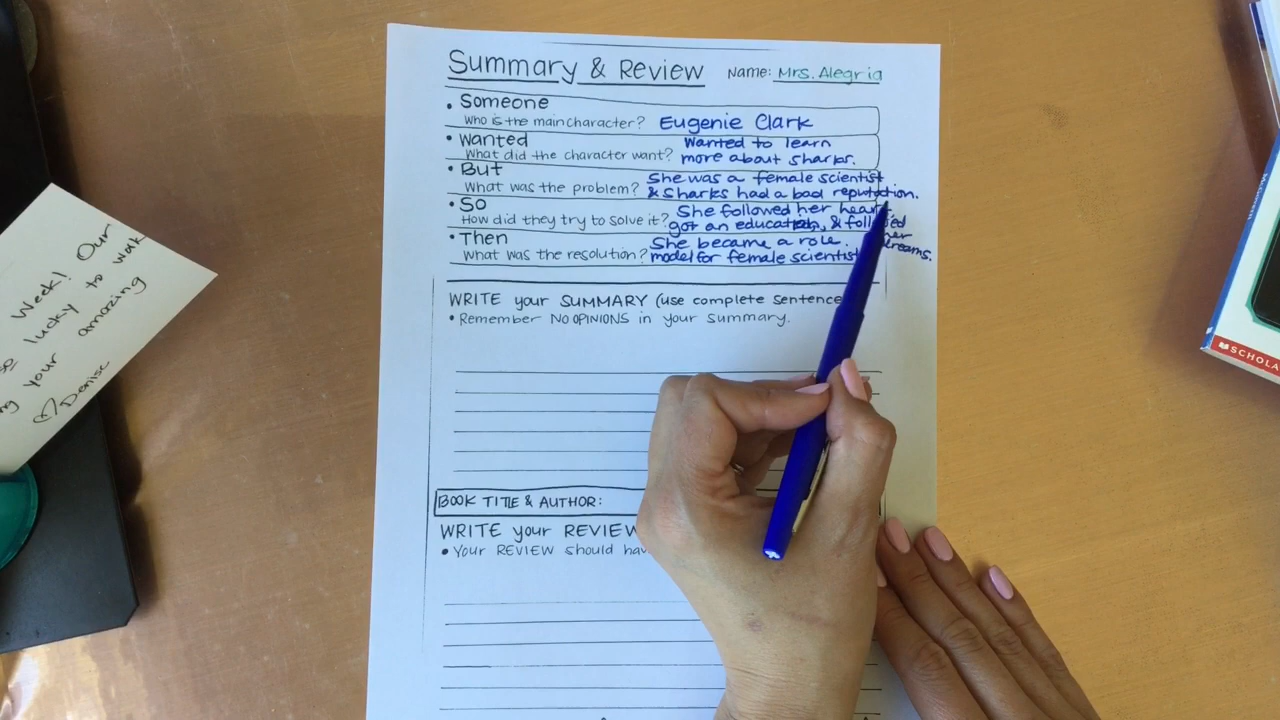 Summary & Review Name: Mrs. Alegria
• Someone
Who is the main character? Eugenie Clark
• Wanted Wanted to learn
What did the character want? more about sharks.
• But She was a female scientist
What was the problem? & Sharks had a bad reputation.
• So She followed her heart
How did they try to solve it? got an education, & followed
her
• Then She became a role dreams.
What was the resolution? model for female scientist
WRITE your SUMMARY (use complete sentence
• Remember NO OPINIONS in your summary.
BOOK TITLE & AUTHOR:
WRITE your REVIEW
• Your REVIEW should hav
Week! Our
so lucky to work
your amazing
Denise
SCHOLA